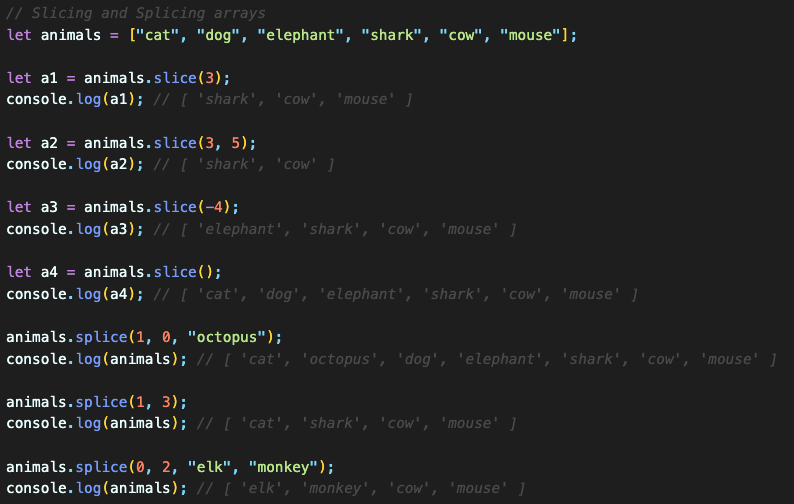 // Slicing and Splicing arrays
let animals = ["cat", "dog", "elephant", "shark", "cow", "mouse"];
let a1 = animals.slice(3);
console.log(a1); // [ 'shark', 'cow', 'mouse' ]
let a2 = animals.slice(3, 5);
console.log(a2); // [ 'shark', 'cow' ]
let a3 = animals.slice(-4);
console.log(a3); // [ 'elephant', 'shark', 'cow', 'mouse' ]
let a4 = animals.slice();
console.log(a4); // [ 'cat', 'dog', 'elephant', 'shark', 'cow', 'mouse' ]
animals.splice(1, 0, "octopus");
console.log(animals); // [ 'cat', 'octopus', 'dog', 'elephant', 'shark', 'cow', 'mouse' ]
animals.splice(1, 3);
console.log(animals); // [ 'cat', 'shark', 'cow', 'mouse' ]
animals.splice(0, 2, "elk", "monkey");
console.log(animals); // [ 'elk', 'monkey', 'cow', 'mouse' ]